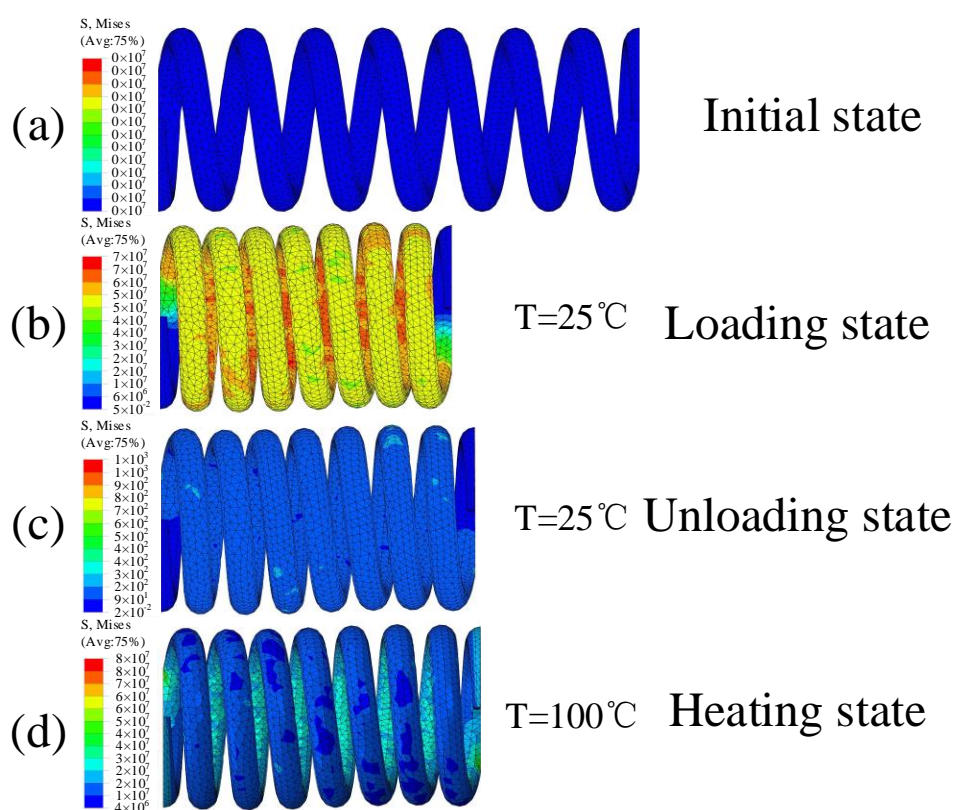 S, Mises
(Avg:75%)
0×10⁷
0×10⁷
0×10⁷
0×10⁷
0×10⁷
0×10⁷
0×10⁷
0×10⁷
0×10⁷
0×10⁷
0×10⁷
0×10⁷
0×10⁷
(a)
Initial state
S, Mises
(Avg:75%)
7×10⁷
7×10⁷
6×10⁷
6×10⁷
5×10⁷
5×10⁷
4×10⁷
4×10⁷
3×10⁷
2×10⁷
1×10⁷
6×10⁶
5×10⁻²
(b)
T=25℃
Loading state
S, Mises
(Avg:75%)
1×10³
1×10³
9×10²
8×10²
7×10²
6×10²
5×10²
4×10²
3×10²
2×10²
9×10¹
2×10⁻²
(c)
T=25℃
Unloading state
S, Mises
(Avg:75%)
8×10⁷
8×10⁷
7×10⁷
6×10⁷
5×10⁷
4×10⁷
4×10⁷
3×10⁷
2×10⁷
1×10⁷
4×10⁶
(d)
T=100℃
Heating state